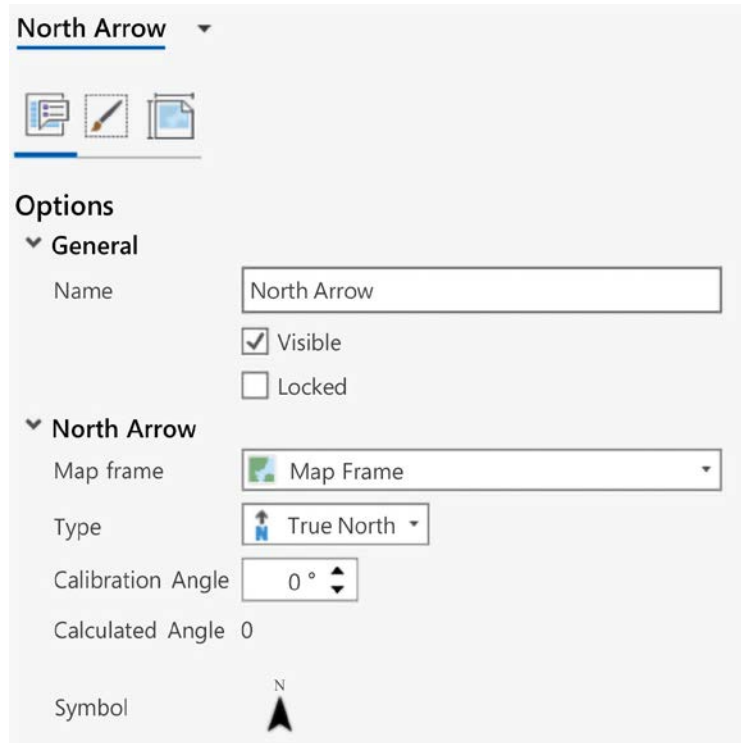 North Arrow
Options
General
Name North Arrow
Visible
Locked
North Arrow
Map frame Map Frame
Type N True North
Calibration Angle 0 °
Calculated Angle 0
N
Symbol